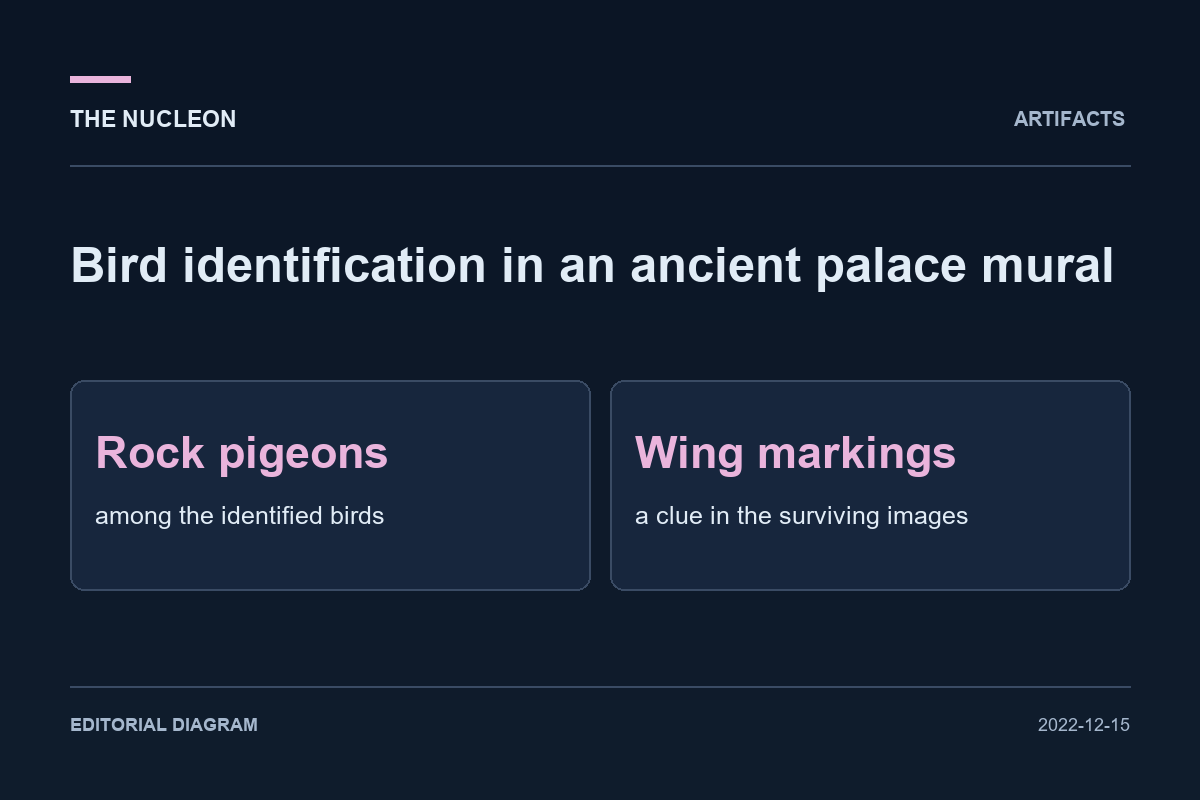 THE NUCLEON
ARTIFACTS
Bird identification in an ancient palace mural
Rock pigeons
among the identified birds
Wing markings
a clue in the surviving images
EDITORIAL DIAGRAM
2022-12-15